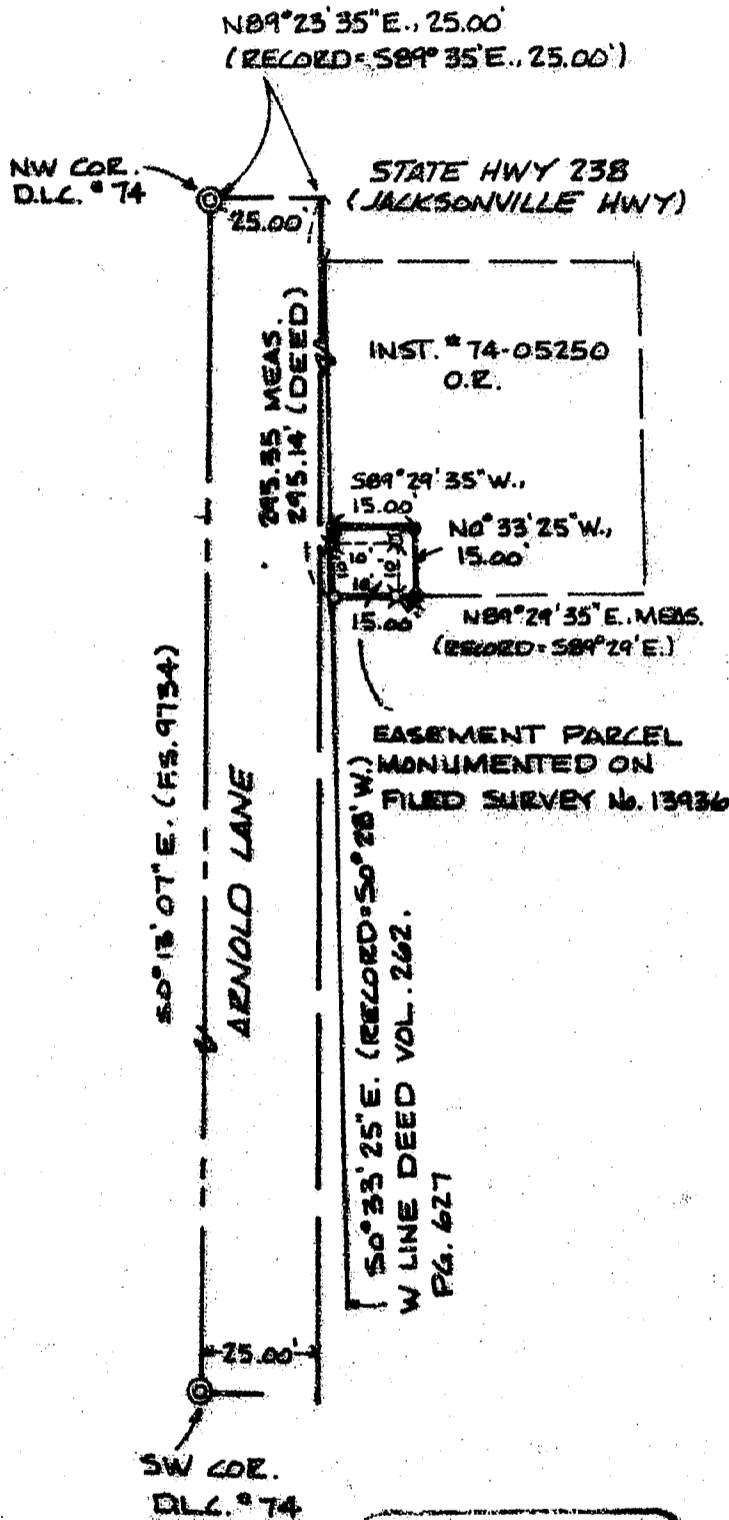 N89°23'35"E., 25.00'
(RECORD=S89°35'E., 25.00')
NW COR.
D.L.C. #74
STATE HWY 238
(JACKSONVILLE HWY)
25.00'
295.35 MEAS.
295.14' (DEED)
INST. #74-05250
O.R.
S89°29'35"W.,
15.00'
N0°33'25"W.,
15.00'
10'
10'
10'
10'
15.00'
N89°29'35"E. MEAS.
(RECORD=S89°29'E.)
EASEMENT PARCEL
MONUMENTED ON
FILED SURVEY No. 13936
S0°13'07"E. (F.S. 9734)
ARNOLD LANE
S0°33'25"E. (RECORD=S0°28'W.)
W LINE DEED VOL. 262.
PG. 627
25.00'
SW COR.
D.L.C. #74